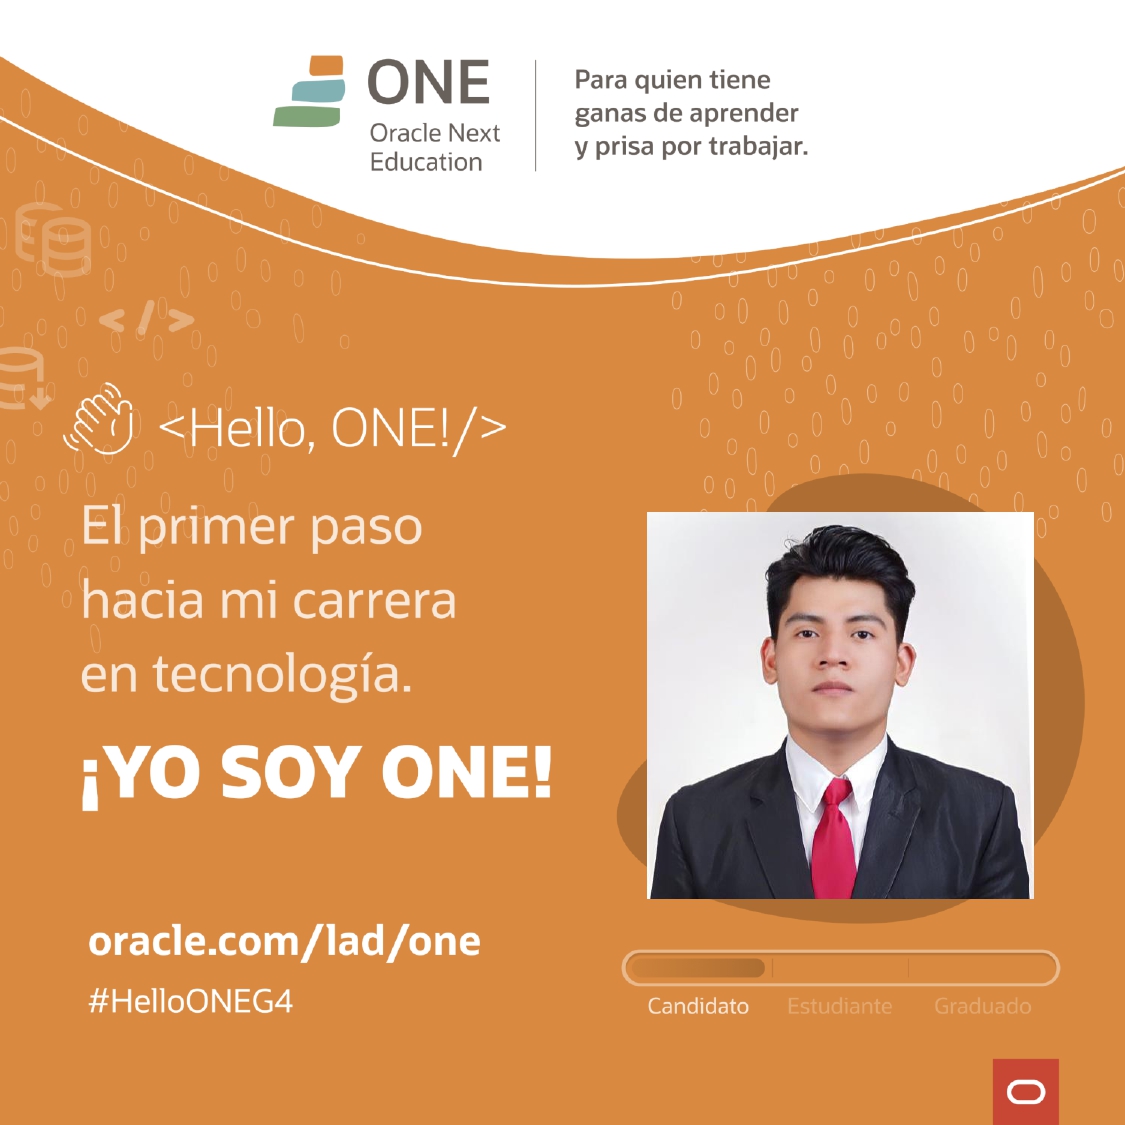 ONE
Oracle Next
Education
Para quien tiene
ganas de aprender
y prisa por trabajar.
</>
<Hello, ONE!/>
El primer paso
hacia mi carrera
en tecnología.
¡YO SOY ONE!
oracle.com/lad/one
#HelloONEG4
Candidato
Estudiante
Graduado